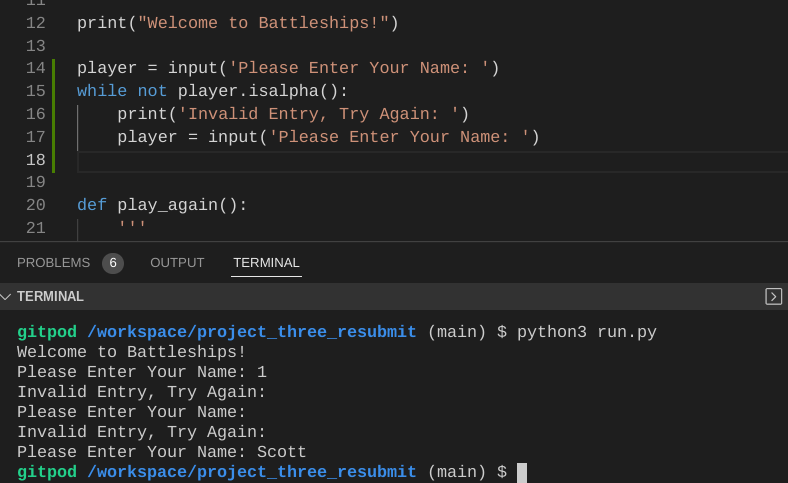 11
12 print("Welcome to Battleships!")
13
14 player = input('Please Enter Your Name: ')
15 while not player.isalpha():
16     print('Invalid Entry, Try Again: ')
17     player = input('Please Enter Your Name: ')
18
19
20 def play_again():
21     '''
PROBLEMS 6 OUTPUT TERMINAL
TERMINAL
gitpod /workspace/project_three_resubmit (main) $ python3 run.py
Welcome to Battleships!
Please Enter Your Name: 1
Invalid Entry, Try Again:
Please Enter Your Name:
Invalid Entry, Try Again:
Please Enter Your Name: Scott
gitpod /workspace/project_three_resubmit (main) $